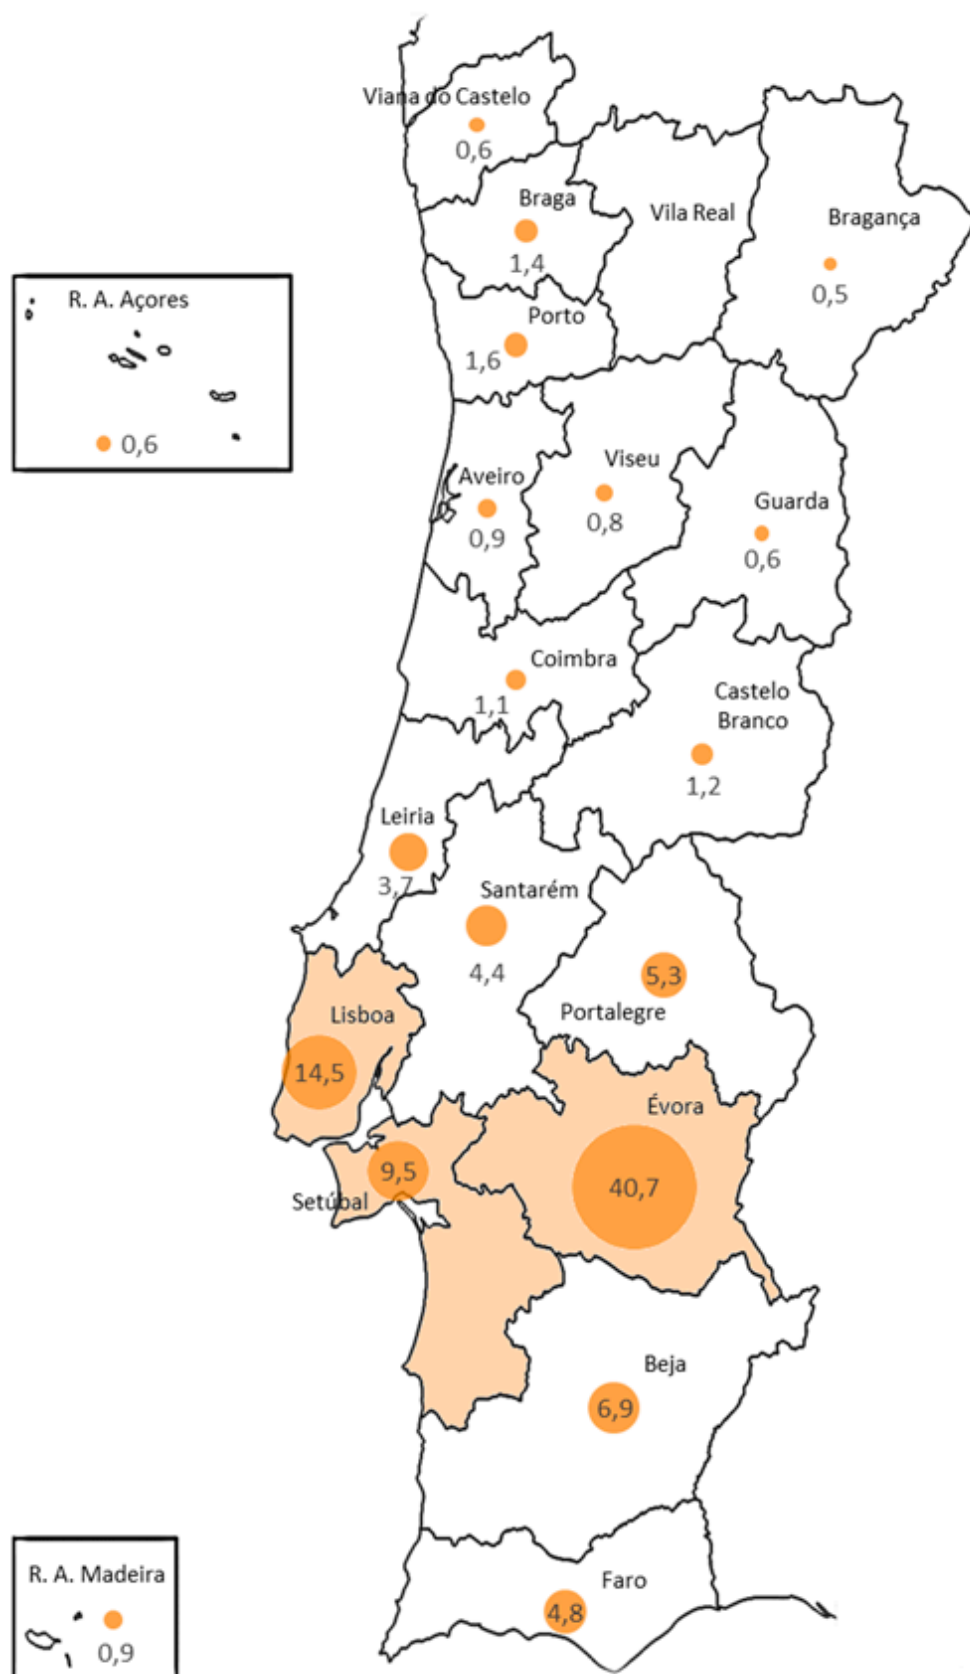 Viana do Castelo
0,6
Braga
1,4
Vila Real
Bragança
0,5
R. A. Açores
0,6
Porto
1,6
Aveiro
0,9
Viseu
0,8
Guarda
0,6
Coimbra
1,1
Castelo
Branco
1,2
Leiria
3,7
Santarém
4,4
5,3
Portalegre
Lisboa
14,5
Évora
40,7
9,5
Setúbal
Beja
6,9
R. A. Madeira
0,9
Faro
4,8